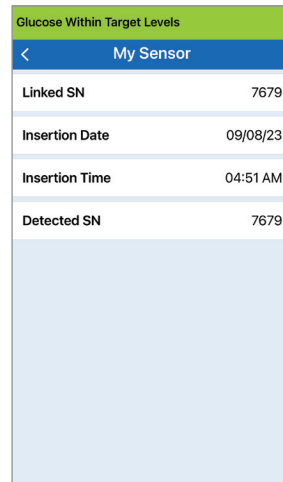 Glucose Within Target Levels
My Sensor
Linked SN 7679
Insertion Date 09/08/23
Insertion Time 04:51 AM
Detected SN 7679